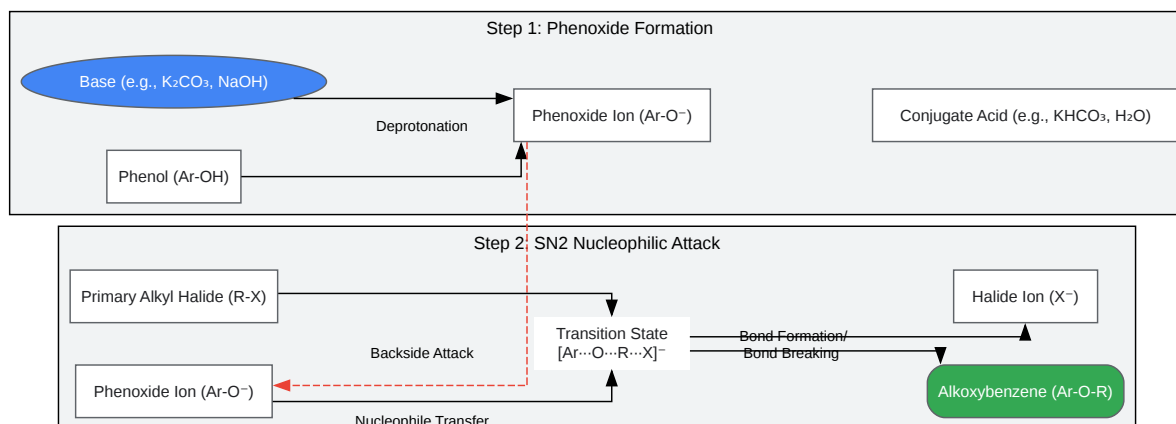 Step 1: Phenoxide Formation
Base (e.g., K₂CO₃, NaOH)
Phenoxide Ion (Ar-O⁻)
Conjugate Acid (e.g., KHCO₃, H₂O)
Deprotonation
Phenol (Ar-OH)
Step 2: SN2 Nucleophilic Attack
Primary Alkyl Halide (R-X)
Halide Ion (X⁻)
Transition State
[Ar···O···R···X]⁻
Bond Formation/
Bond Breaking
Backside Attack
Phenoxide Ion (Ar-O⁻)
Alkoxybenzene (Ar-O-R)
Nucleophile Transfer